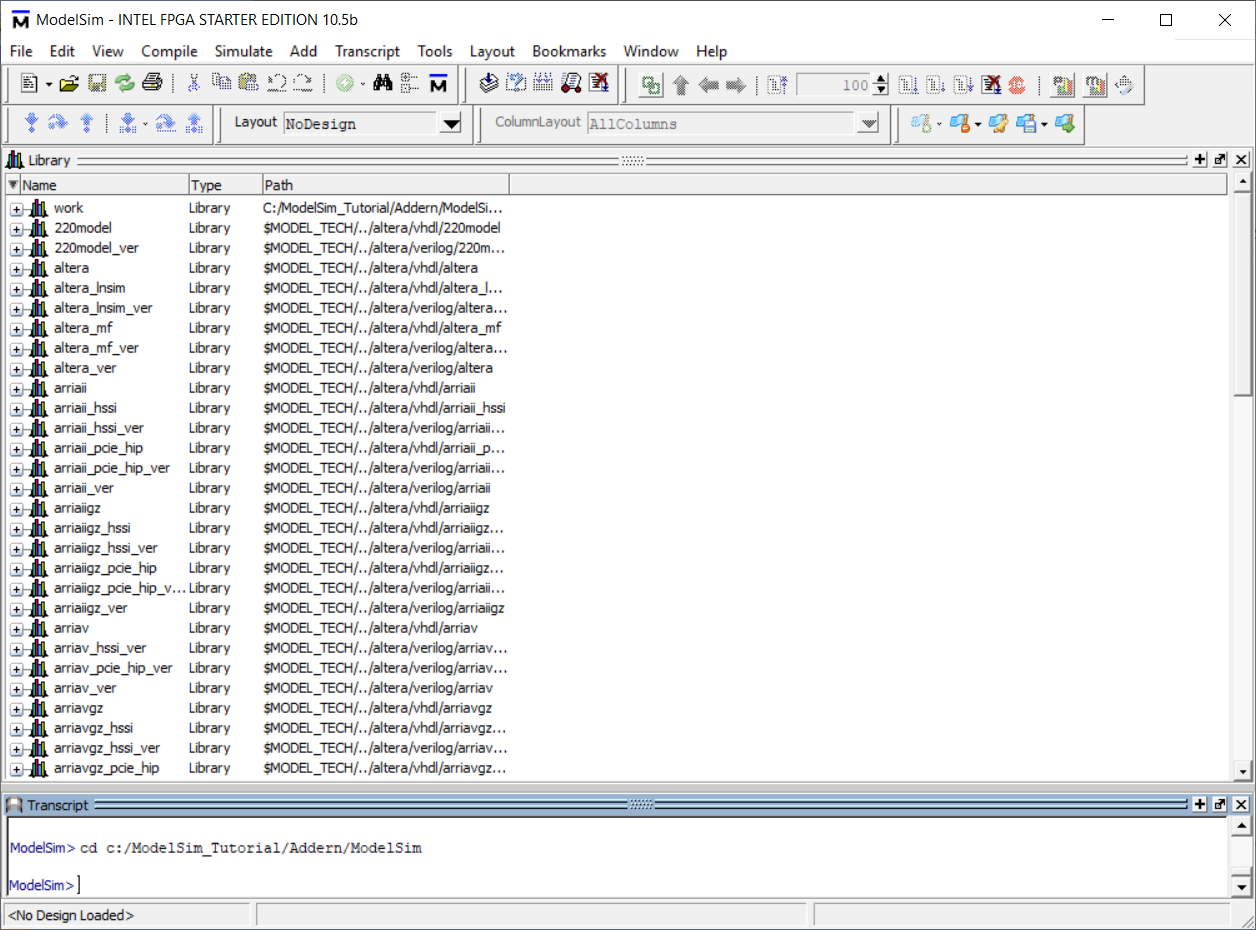 ModelSim - INTEL FPGA STARTER EDITION 10.5b
File Edit View Compile Simulate Add Transcript Tools Layout Bookmarks Window Help
100
Layout NoDesign ColumnLayout AllColumns
Library
Name Type Path
work Library C:/ModelSim_Tutorial/Addern/ModelSi...
220model Library $MODEL_TECH/../altera/vhdl/220model
220model_ver Library $MODEL_TECH/../altera/verilog/220m...
altera Library $MODEL_TECH/../altera/vhdl/altera
altera_lnsim Library $MODEL_TECH/../altera/vhdl/altera_l...
altera_lnsim_ver Library $MODEL_TECH/../altera/verilog/altera...
altera_mf Library $MODEL_TECH/../altera/vhdl/altera_mf
altera_mf_ver Library $MODEL_TECH/../altera/verilog/altera...
altera_ver Library $MODEL_TECH/../altera/verilog/altera
arriaii Library $MODEL_TECH/../altera/vhdl/arriaii
arriaii_hssi Library $MODEL_TECH/../altera/vhdl/arriaii_hssi
arriaii_hssi_ver Library $MODEL_TECH/../altera/verilog/arriaii...
arriaii_pcie_hip Library $MODEL_TECH/../altera/vhdl/arriaii_p...
arriaii_pcie_hip_ver Library $MODEL_TECH/../altera/verilog/arriaii...
arriaii_ver Library $MODEL_TECH/../altera/verilog/arriaii
arriaiigz Library $MODEL_TECH/../altera/vhdl/arriaiigz
arriaiigz_hssi Library $MODEL_TECH/../altera/vhdl/arriaiigz...
arriaiigz_hssi_ver Library $MODEL_TECH/../altera/verilog/arriaii...
arriaiigz_pcie_hip Library $MODEL_TECH/../altera/vhdl/arriaiigz...
arriaiigz_pcie_hip_v... Library $MODEL_TECH/../altera/verilog/arriaii...
arriaiigz_ver Library $MODEL_TECH/../altera/verilog/arriaiigz
arriav Library $MODEL_TECH/../altera/vhdl/arriav
arriav_hssi_ver Library $MODEL_TECH/../altera/verilog/arriav...
arriav_pcie_hip_ver Library $MODEL_TECH/../altera/verilog/arriav...
arriav_ver Library $MODEL_TECH/../altera/verilog/arriav
arriavgz Library $MODEL_TECH/../altera/vhdl/arriavgz
arriavgz_hssi Library $MODEL_TECH/../altera/vhdl/arriavgz...
arriavgz_hssi_ver Library $MODEL_TECH/../altera/verilog/arriav...
arriavgz_pcie_hip Library $MODEL_TECH/../altera/vhdl/arriavgz...
Transcript
ModelSim> cd c:/ModelSim_Tutorial/Addern/ModelSim
ModelSim>
<No Design Loaded>